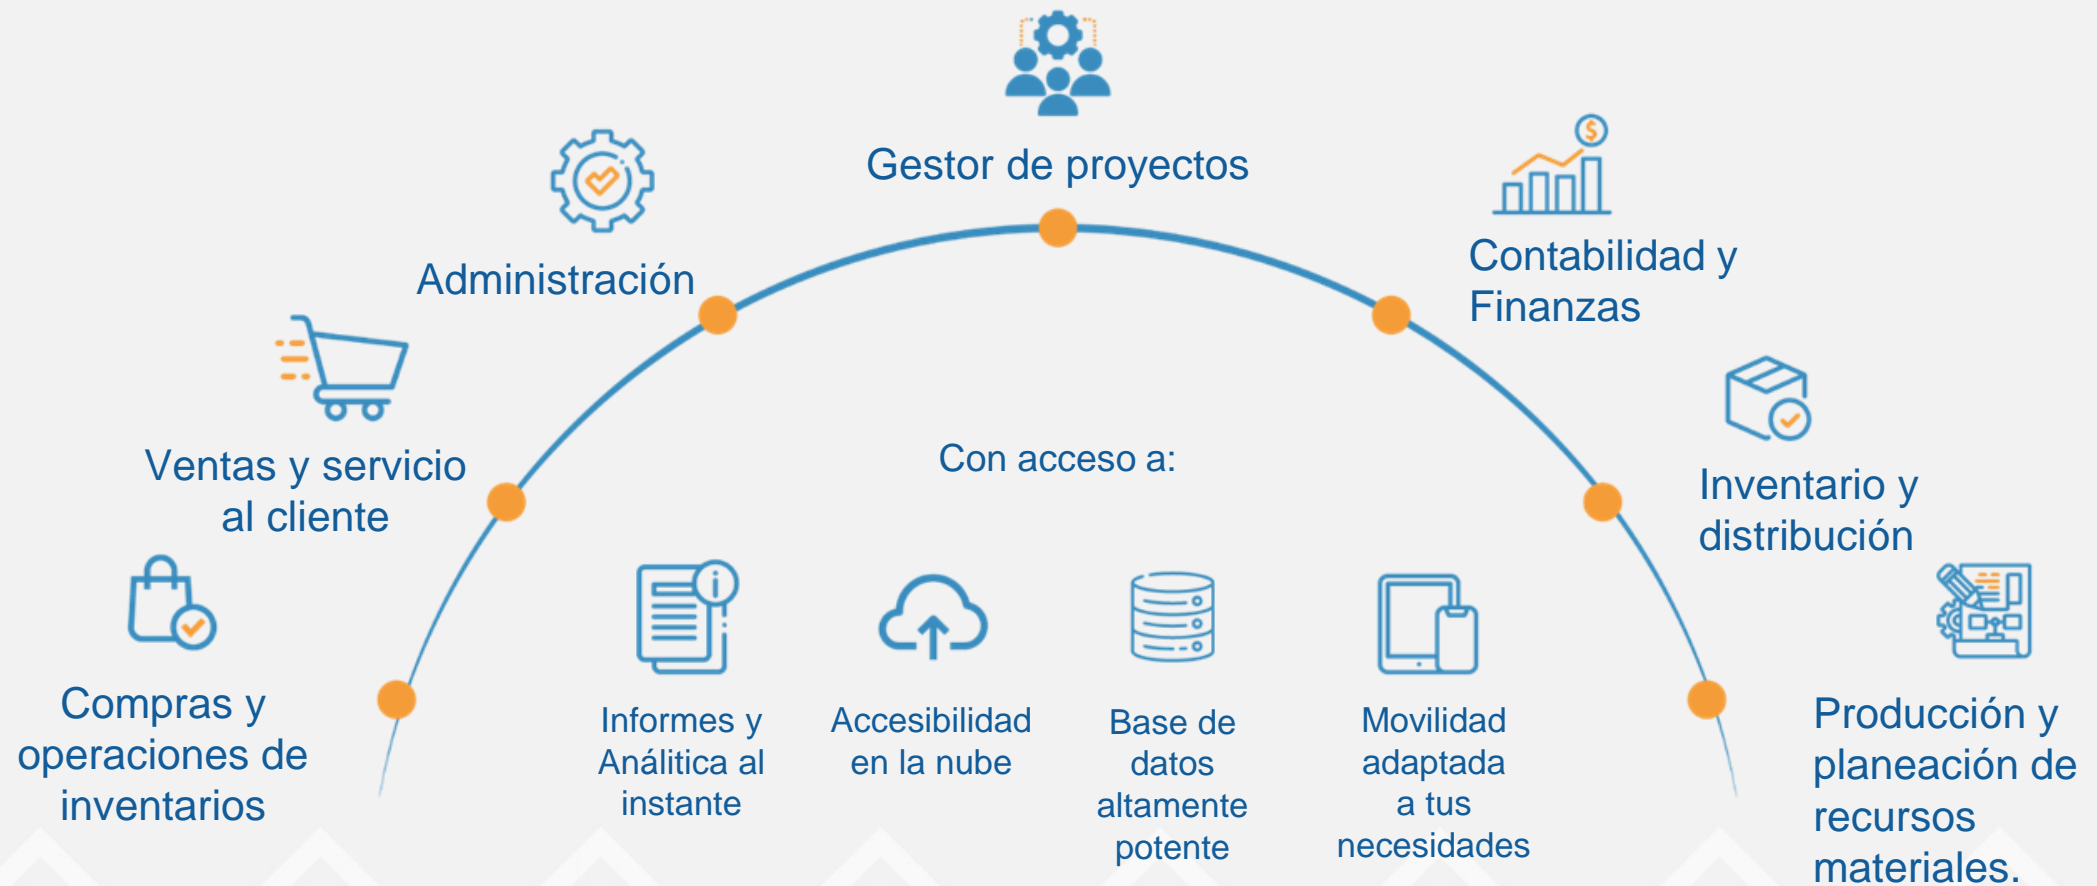 Gestor de proyectos
Administración
Contabilidad y
Finanzas
Ventas y servicio
al cliente
Con acceso a:
Inventario y
distribución
Compras y
operaciones de
inventarios
Informes y
Análitica al
instante
Accesibilidad
en la nube
Base de
datos
altamente
potente
Movilidad
adaptada
a tus
necesidades
Producción y
planeación de
recursos
materiales.